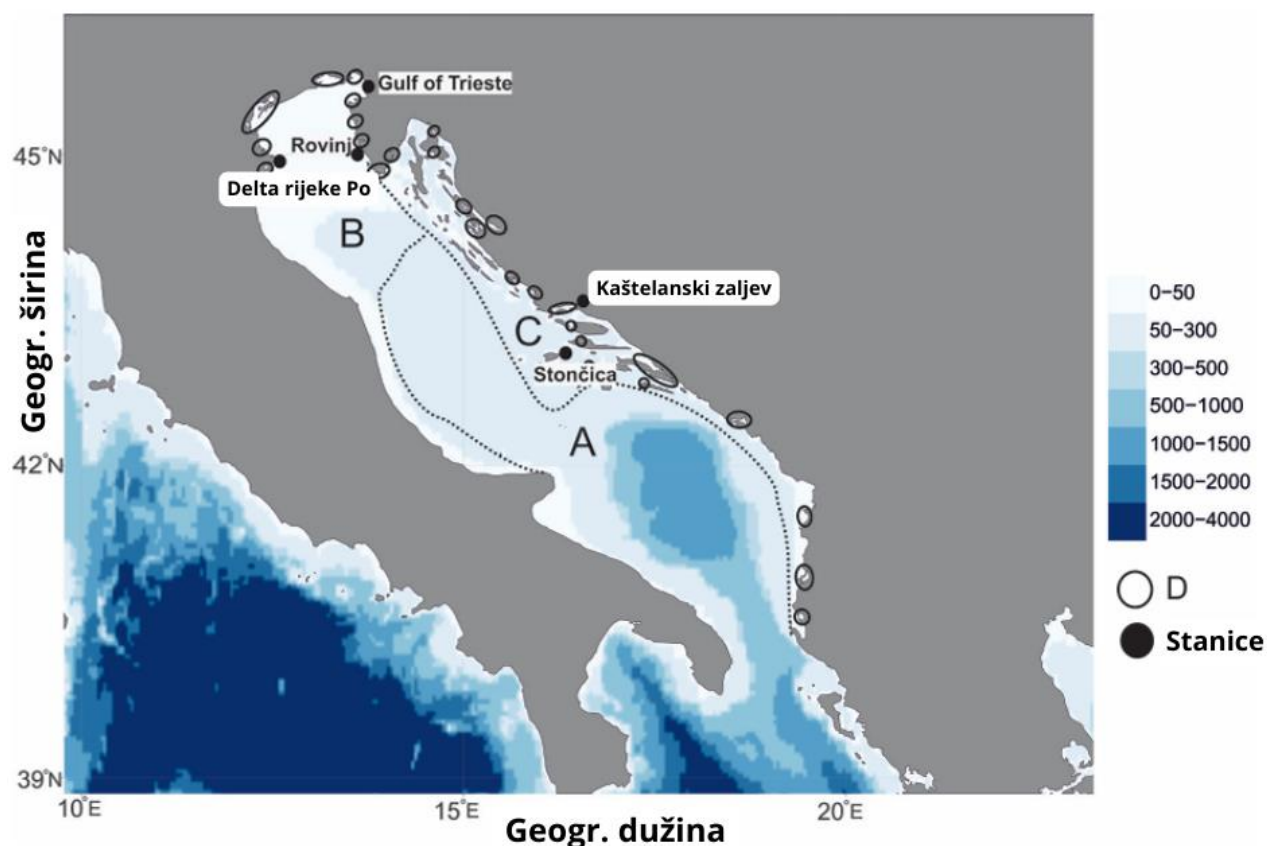 Gulf of Trieste
45°N
Rovinj
Delta rijeke Po
B
Kaštelanski zaljev
C
Stončica
A
42°N
39°N
10°E
15°E
20°E
Geogr. širina
Geogr. dužina
0–50
50–300
300–500
500–1000
1000–1500
1500–2000
2000–4000
D
Stanice